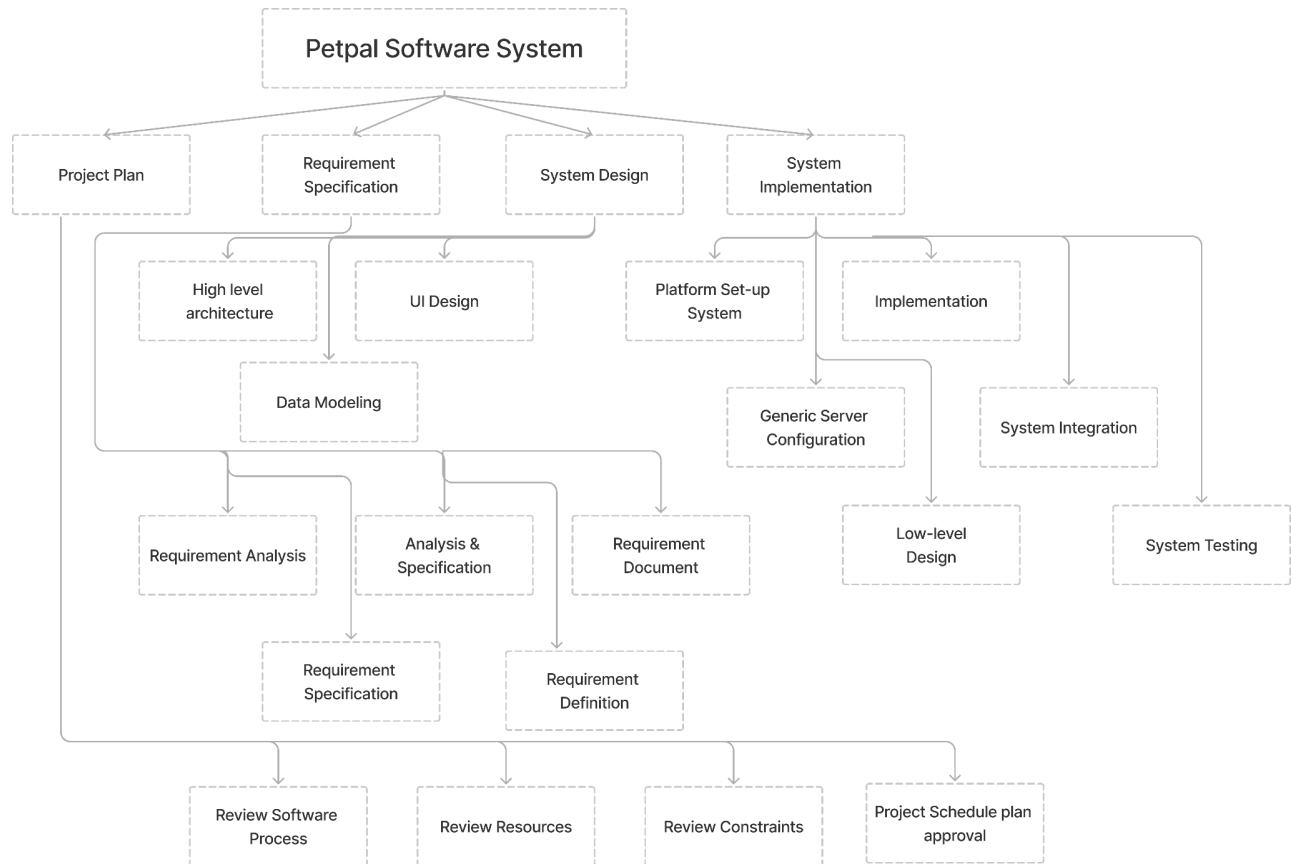 Petpal Software System
Project Plan
Requirement
Specification
System Design
System
Implementation
High level
architecture
UI Design
Platform Set-up
System
Implementation
Data Modeling
Generic Server
Configuration
System Integration
Requirement Analysis
Analysis &
Specification
Requirement
Document
Low-level
Design
System Testing
Requirement
Specification
Requirement
Definition
Review Software
Process
Review Resources
Review Constraints
Project Schedule plan
approval